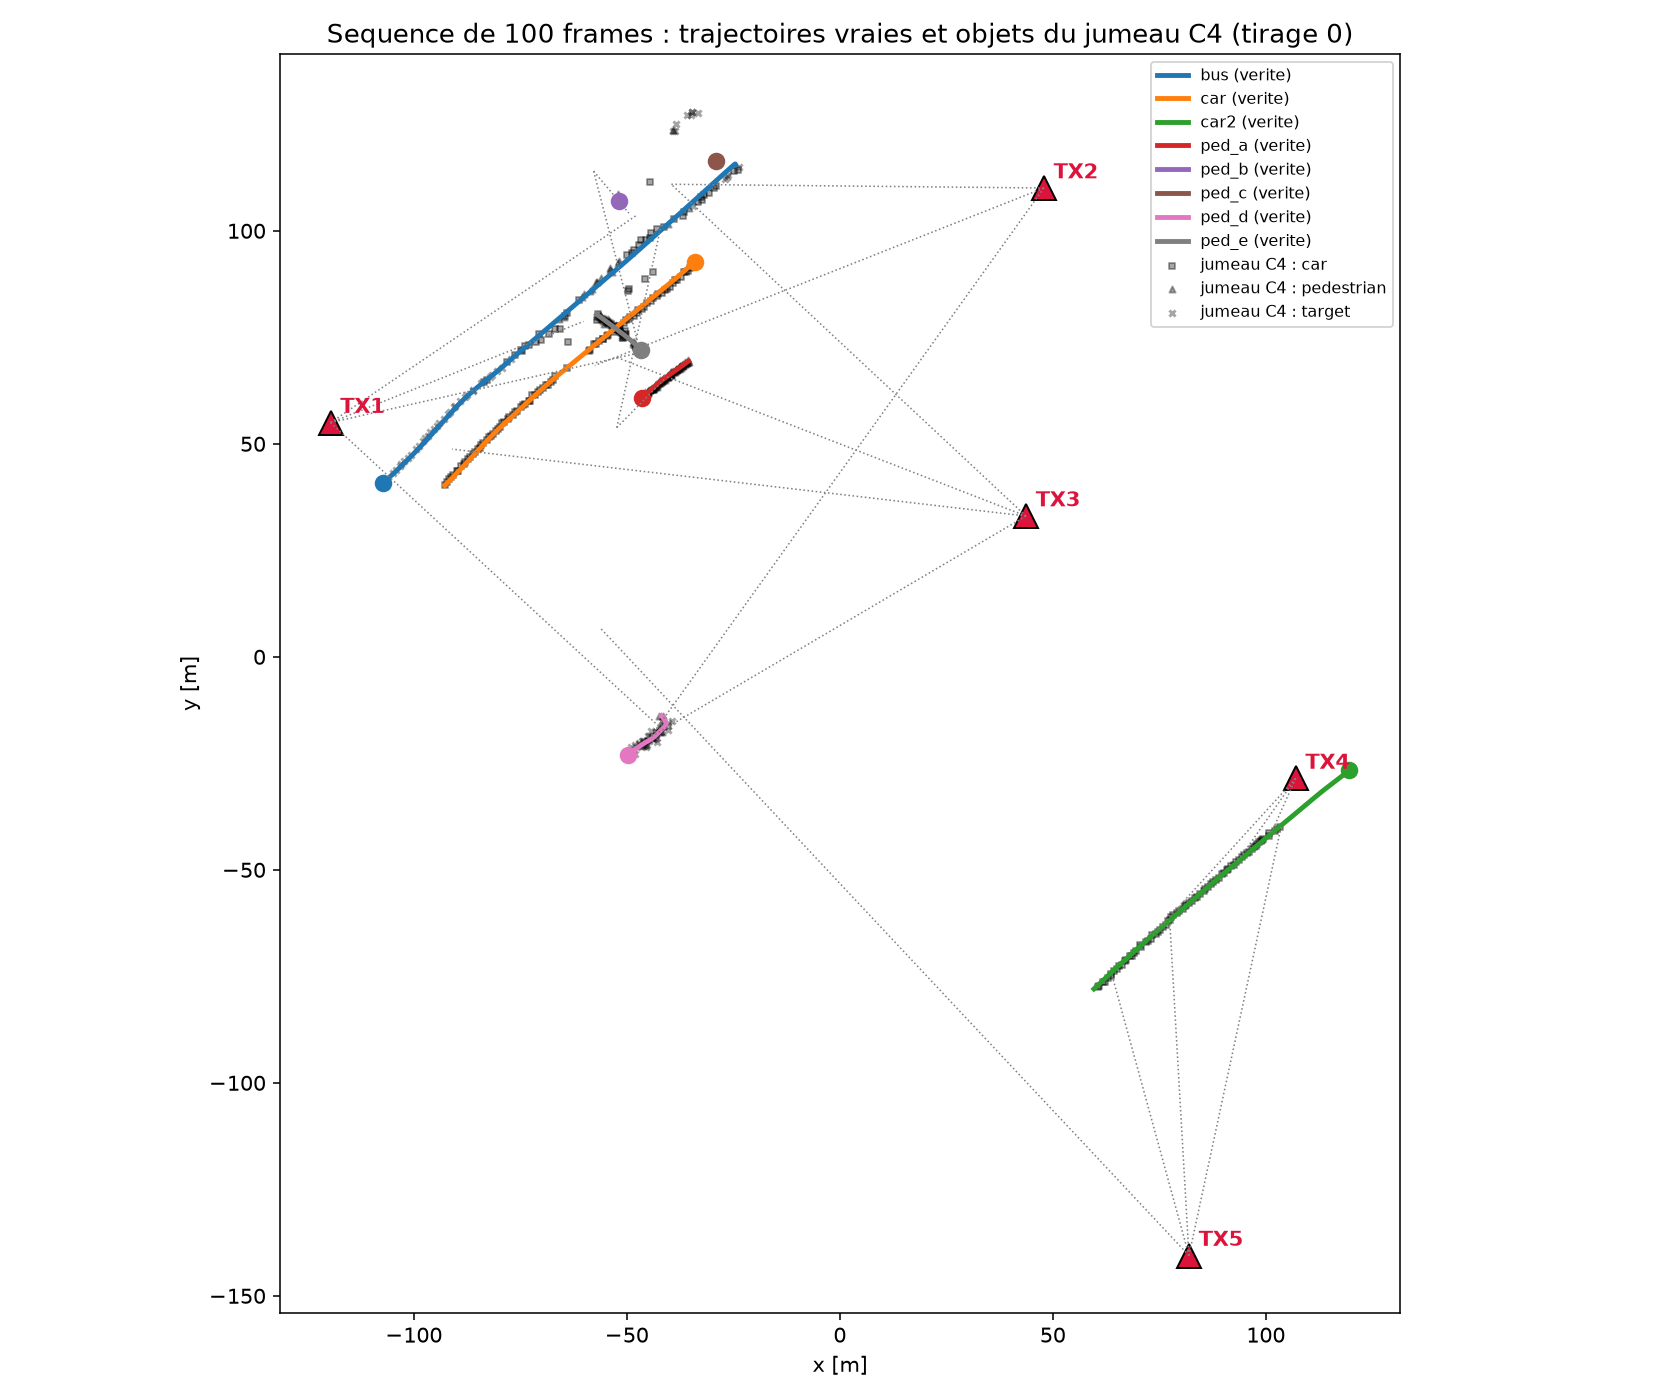 Sequence de 100 frames : trajectoires vraies et objets du jumeau C4 (tirage 0)
bus (verite)
car (verite)
car2 (verite)
ped_a (verite)
ped_b (verite)
ped_c (verite)
ped_d (verite)
ped_e (verite)
jumeau C4 : car
jumeau C4 : pedestrian
jumeau C4 : target
TX2
TX1
TX3
TX4
TX5
100
50
0
−50
−100
−150
y [m]
−100
−50
0
50
100
x [m]